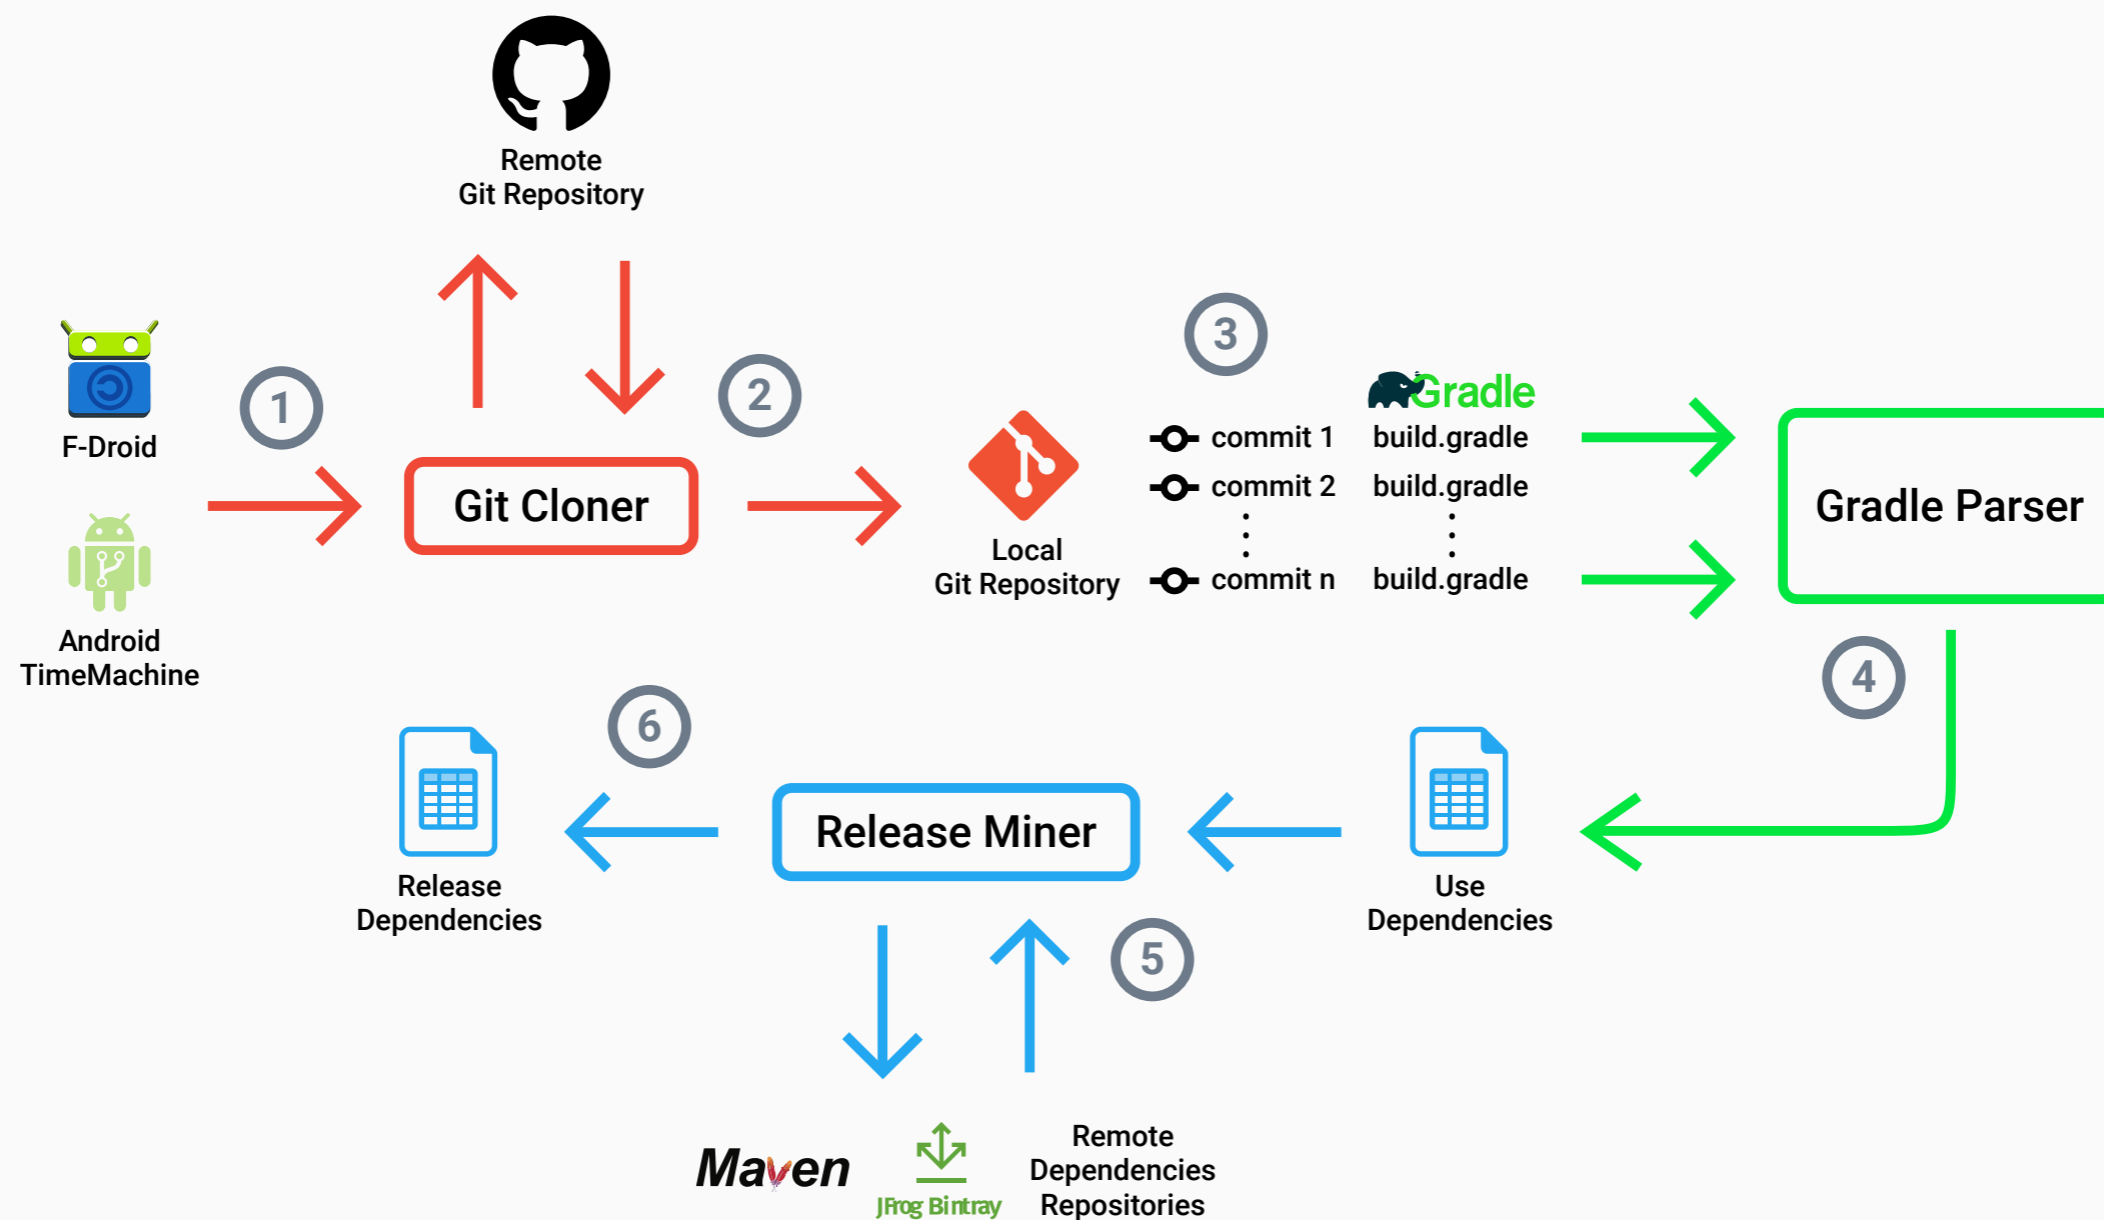 Remote
Git Repository
F-Droid
Android
TimeMachine
1
Git Cloner
2
Local
Git Repository
3
Gradle
commit 1 build.gradle
commit 2 build.gradle
commit n build.gradle
Gradle Parser
4
Use
Dependencies
Release Miner
5
Maven
JFrog Bintray
Remote
Dependencies
Repositories
6
Release
Dependencies